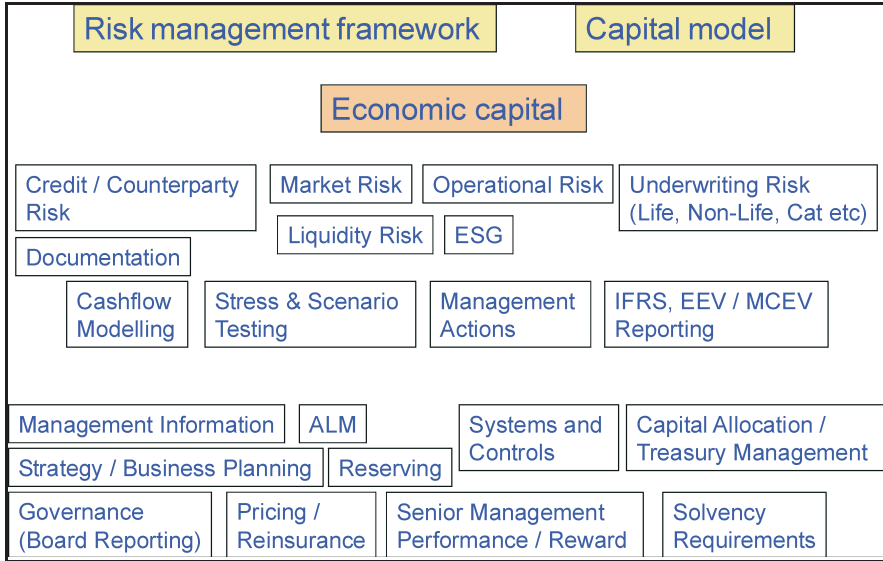 Risk management framework
Capital model
Economic capital
Credit / Counterparty
Risk
Market Risk
Operational Risk
Underwriting Risk
(Life, Non-Life, Cat etc)
Liquidity Risk
ESG
Documentation
Cashflow
Modelling
Stress & Scenario
Testing
Management
Actions
IFRS, EEV / MCEV
Reporting
Management Information
ALM
Systems and
Controls
Capital Allocation /
Treasury Management
Strategy / Business Planning
Reserving
Governance
(Board Reporting)
Pricing /
Reinsurance
Senior Management
Performance / Reward
Solvency
Requirements